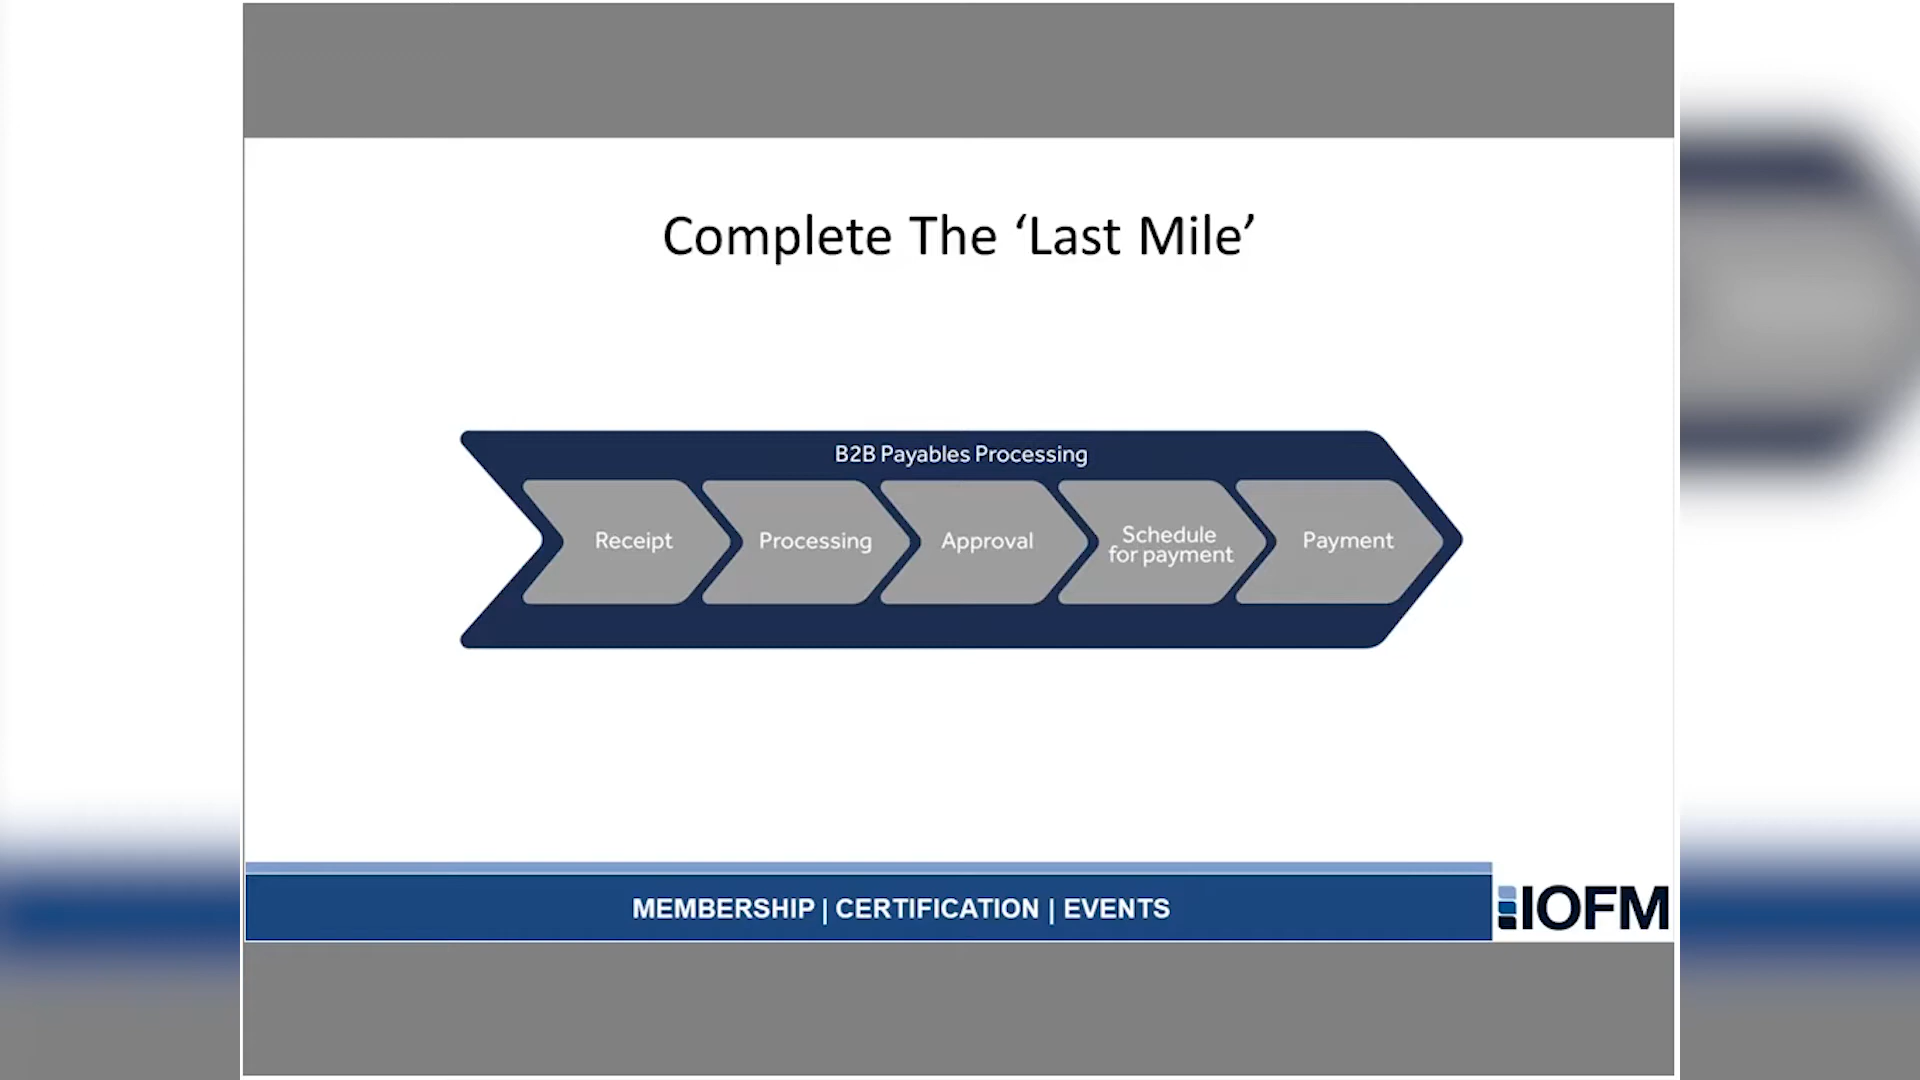 Complete The ‘Last Mile’
B2B Payables Processing
Receipt
Processing
Approval
Schedule
for payment
Payment
MEMBERSHIP | CERTIFICATION | EVENTS
IOFM